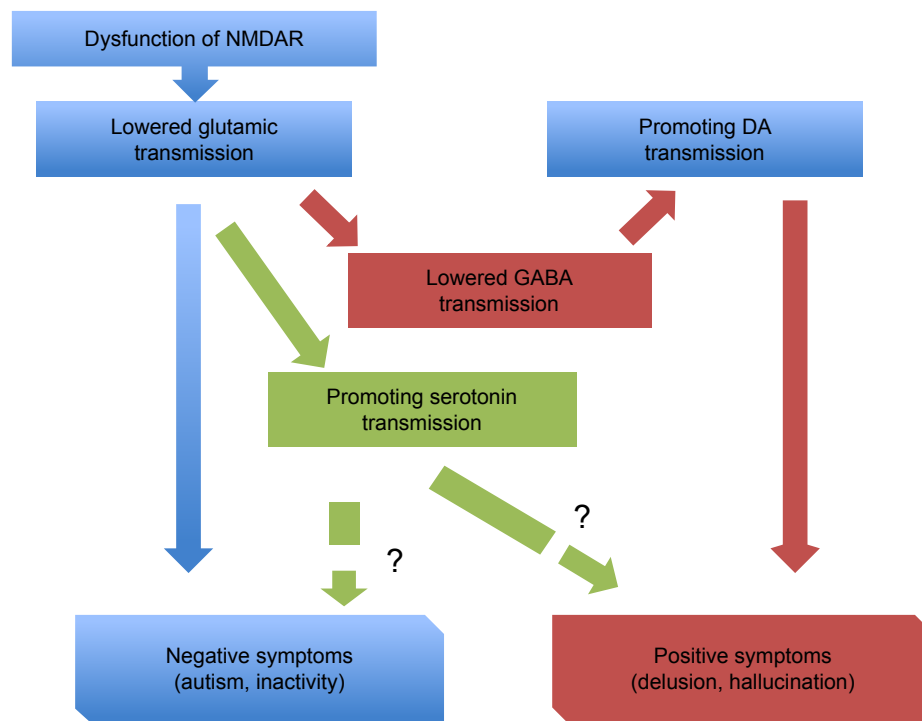 Dysfunction of NMDAR
Lowered glutamic
transmission
Promoting DA
transmission
Lowered GABA
transmission
Promoting serotonin
transmission
?
?
Negative symptoms
(autism, inactivity)
Positive symptoms
(delusion, hallucination)